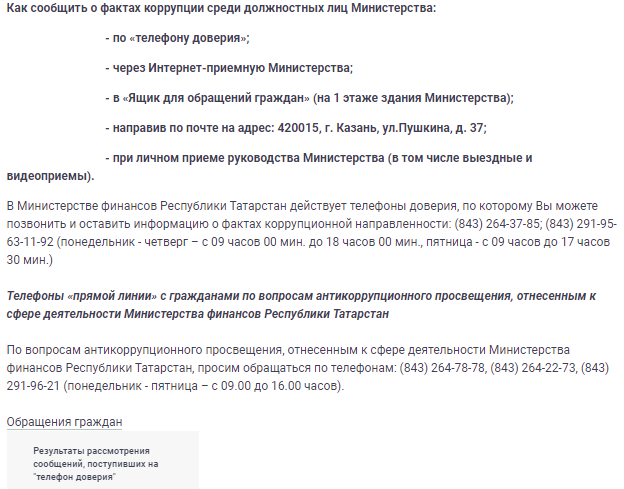 Как сообщить о фактах коррупции среди должностных лиц Министерства:
- по «телефону доверия»;
- через Интернет-приемную Министерства;
- в «Ящик для обращений граждан» (на 1 этаже здания Министерства);
- направив по почте на адрес: 420015, г. Казань, ул.Пушкина, д. 37;
- при личном приеме руководства Министерства (в том числе выездные и
видеоприемы).
В Министерстве финансов Республики Татарстан действует телефоны доверия, по которому Вы можете
позвонить и оставить информацию о фактах коррупционной направленности: (843) 264-37-85; (843) 291-95-
63-11-92 (понедельник - четверг – с 09 часов 00 мин. до 18 часов 00 мин., пятница - с 09 часов до 17 часов
30 мин.)
Телефоны «прямой линии» с гражданами по вопросам антикоррупционного просвещения, отнесенным к
сфере деятельности Министерства финансов Республики Татарстан
По вопросам антикоррупционного просвещения, отнесенным к сфере деятельности Министерства
финансов Республики Татарстан, просим обращаться по телефонам: (843) 264-78-78, (843) 264-22-73, (843)
291-96-21 (понедельник - пятница – с 09.00 до 16.00 часов).
Обращения граждан
Результаты рассмотрения
сообщений, поступивших на
"телефон доверия"